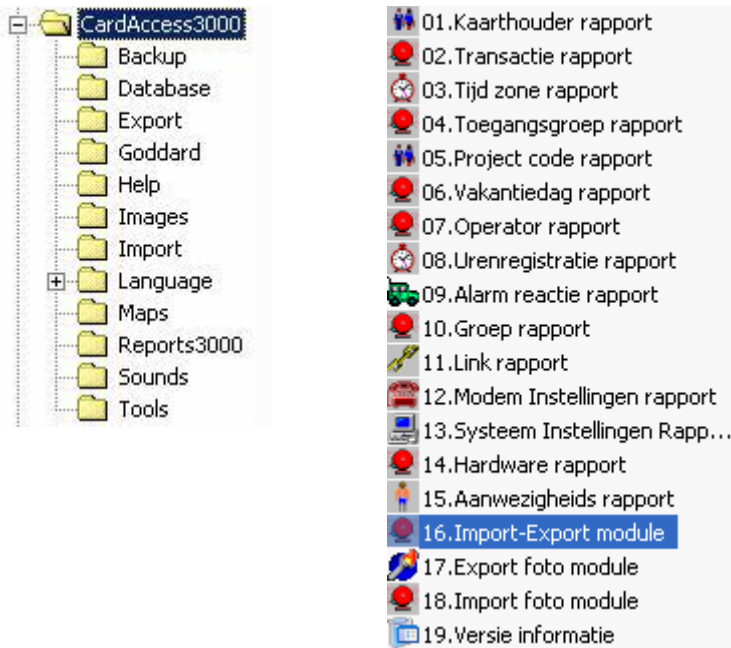 CardAccess3000
Backup
Database
Export
Goddard
Help
Images
Import
Language
Maps
Reports3000
Sounds
Tools
01.Kaarthouder rapport
02.Transactie rapport
03.Tijd zone rapport
04.Toegangsgroep rapport
05.Project code rapport
06.Vakantiedag rapport
07.Operator rapport
08.Urenregistratie rapport
09.Alarm reactie rapport
10.Groep rapport
11.Link rapport
12.Modem Instellingen rapport
13.Systeem Instellingen Rapp...
14.Hardware rapport
15.Aanwezigheids rapport
16.Import-Export module
17.Export foto module
18.Import foto module
19.Versie informatie